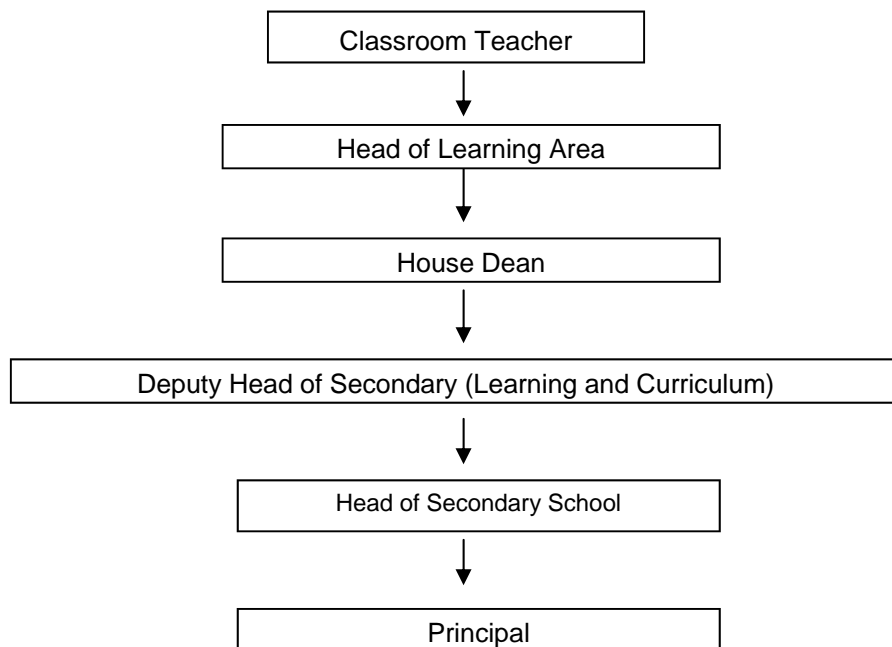 Classroom Teacher
Head of Learning Area
House Dean
Deputy Head of Secondary (Learning and Curriculum)
Head of Secondary School
Principal